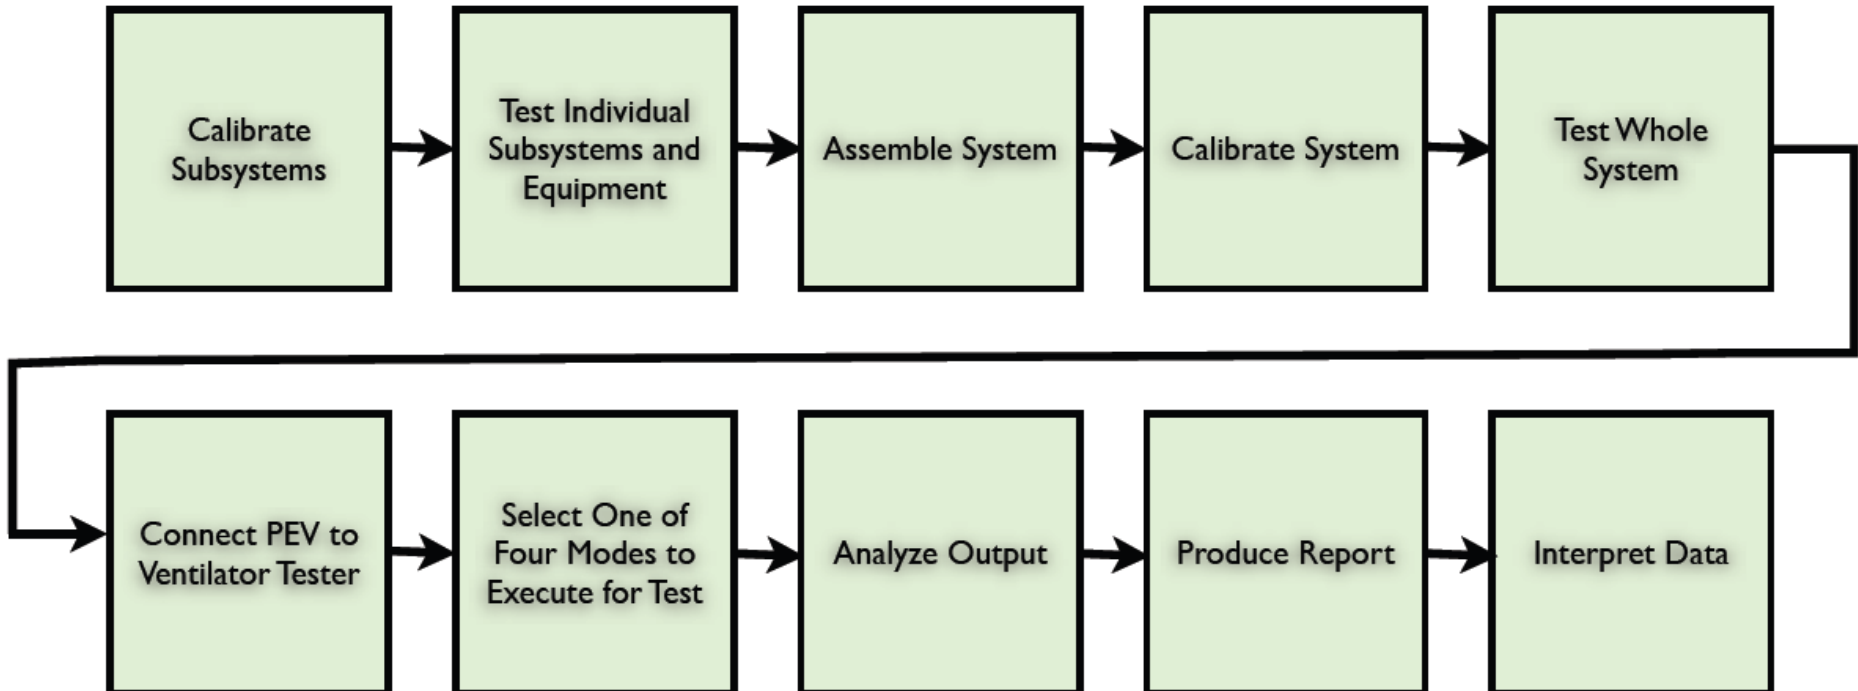 Calibrate
Subsystems
Test Individual
Subsystems and
Equipment
Assemble System
Calibrate System
Test Whole
System
Connect PEV to
Ventilator Tester
Select One of
Four Modes to
Execute for Test
Analyze Output
Produce Report
Interpret Data